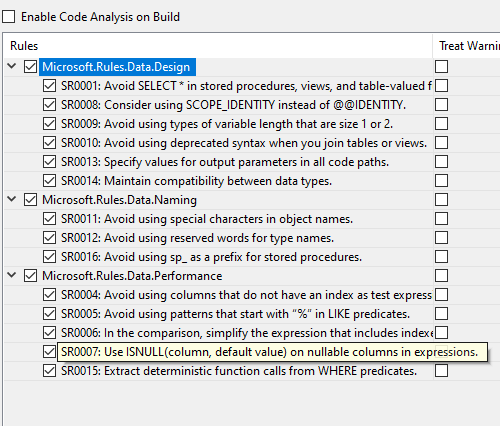 Enable Code Analysis on Build
Rules Treat Warnin
Microsoft.Rules.Data.Design
SR0001: Avoid SELECT * in stored procedures, views, and table-valued f
SR0008: Consider using SCOPE_IDENTITY instead of @@IDENTITY.
SR0009: Avoid using types of variable length that are size 1 or 2.
SR0010: Avoid using deprecated syntax when you join tables or views.
SR0013: Specify values for output parameters in all code paths.
SR0014: Maintain compatibility between data types.
Microsoft.Rules.Data.Naming
SR0011: Avoid using special characters in object names.
SR0012: Avoid using reserved words for type names.
SR0016: Avoid using sp_ as a prefix for stored procedures.
Microsoft.Rules.Data.Performance
SR0004: Avoid using columns that do not have an index as test express
SR0005: Avoid using patterns that start with “%” in LIKE predicates.
SR0006: In the comparison, simplify the expression that includes indexe
SR0007: Use ISNULL(column, default value) on nullable columns in expressions.
SR0015: Extract deterministic function calls from WHERE predicates.